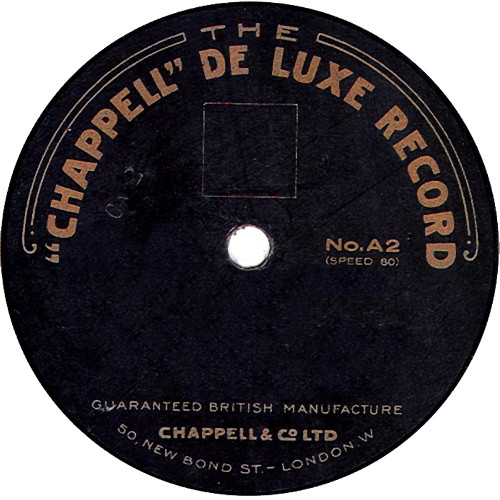 THE
"CHAPPELL" DE LUXE RECORD
No. A2
(SPEED 80)
GUARANTEED BRITISH MANUFACTURE
CHAPPELL & Co LTD
50, NEW BOND ST. - LONDON. W